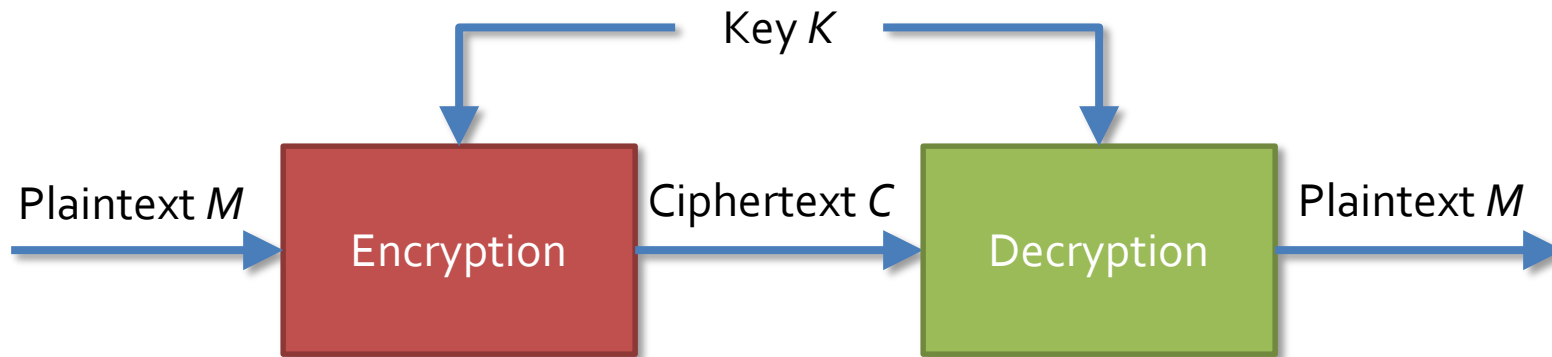 Key K
Plaintext M
Encryption
Ciphertext C
Decryption
Plaintext M